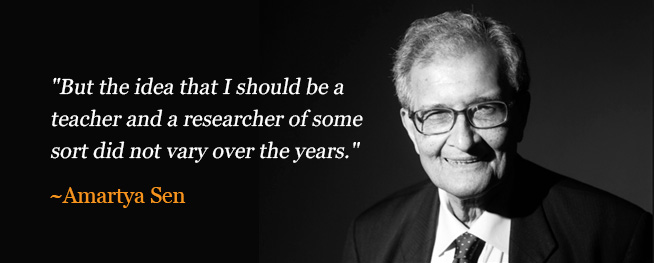 "But the idea that I should be a
teacher and a researcher of some
sort did not vary over the years."
~Amartya Sen